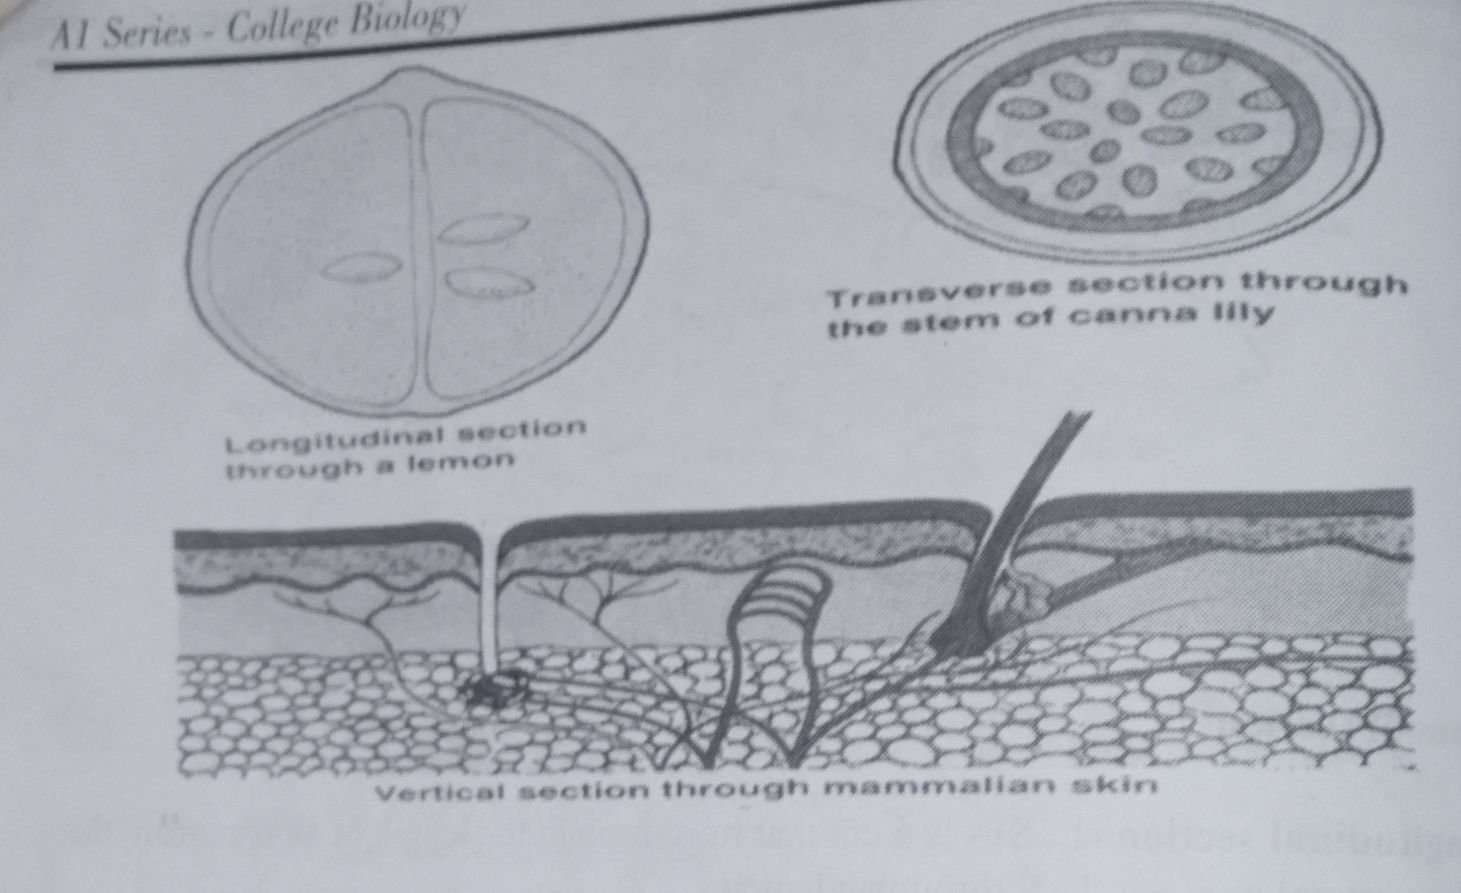 A1 Series - College Biology
Transverse section through
the stem of canna lily
Longitudinal section
through a lemon
Vertical section through mammalian skin